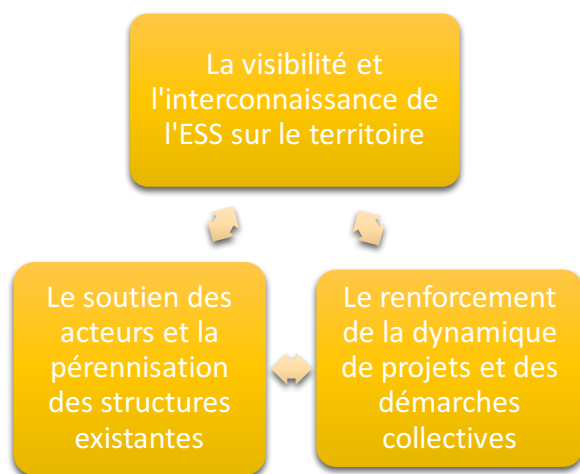 La visibilité et
l'interconnaissance de
l'ESS sur le territoire
Le soutien des
acteurs et la
pérennisation
des structures
existantes
Le renforcement
de la dynamique
de projets et des
démarches
collectives